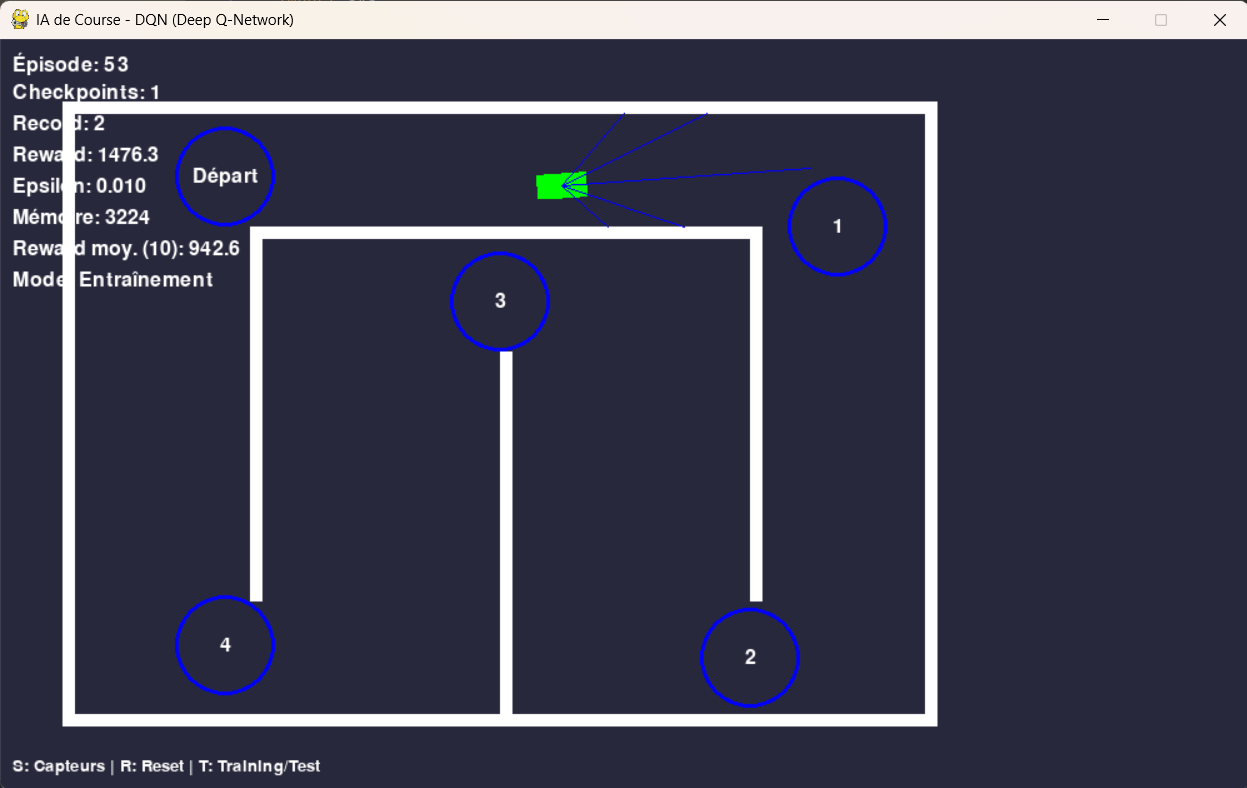 IA de Course - DQN (Deep Q-Network)
Épisode: 53
Checkpoints: 1
Record: 2
Reward: 1476.3
Epsilon: 0.010
Mémoire: 3224
Reward moy. (10): 942.6
Mode: Entraînement
Départ
1
3
4
2
S: Capteurs | R: Reset | T: Training/Test